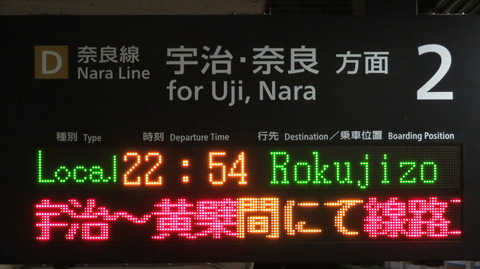 D 奈良線 宇治・奈良 方面 2
Nara Line for Uji, Nara
種別 Type 時刻 Departure Time 行先 Destination／乗車位置 Boarding Position
Local 22：54 Rokujizo
宇治〜黄檗間にて線路